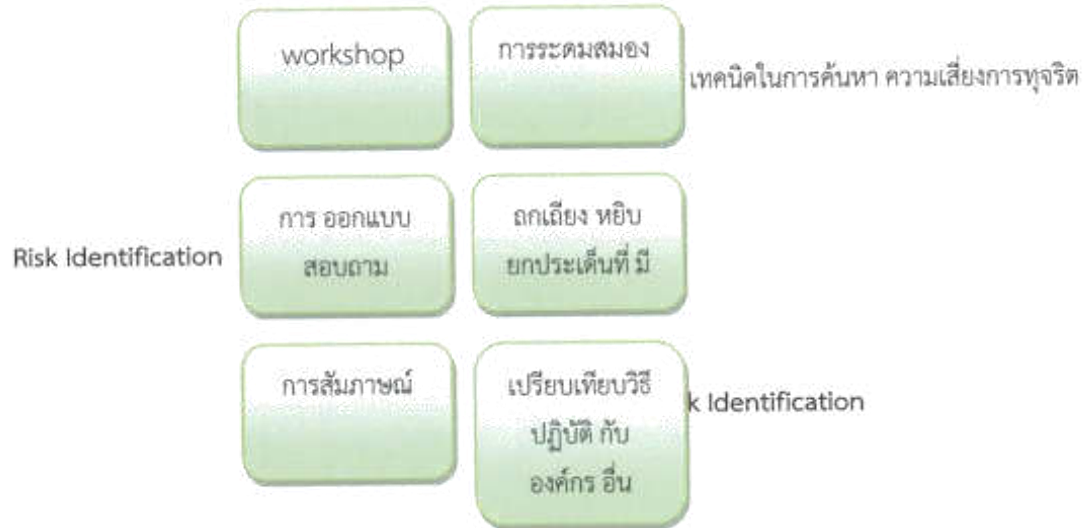 workshop
การระดมสมอง
เทคนิคในการค้นหา ความเสี่ยงการทุจริต
Risk Identification
การ ออกแบบ
สอบถาม
ถกเถียง หยิบ
ยกประเด็นที่ มี
การสัมภาษณ์
เปรียบเทียบวิธี
ปฏิบัติ กับ
องค์กร อื่น
k Identification